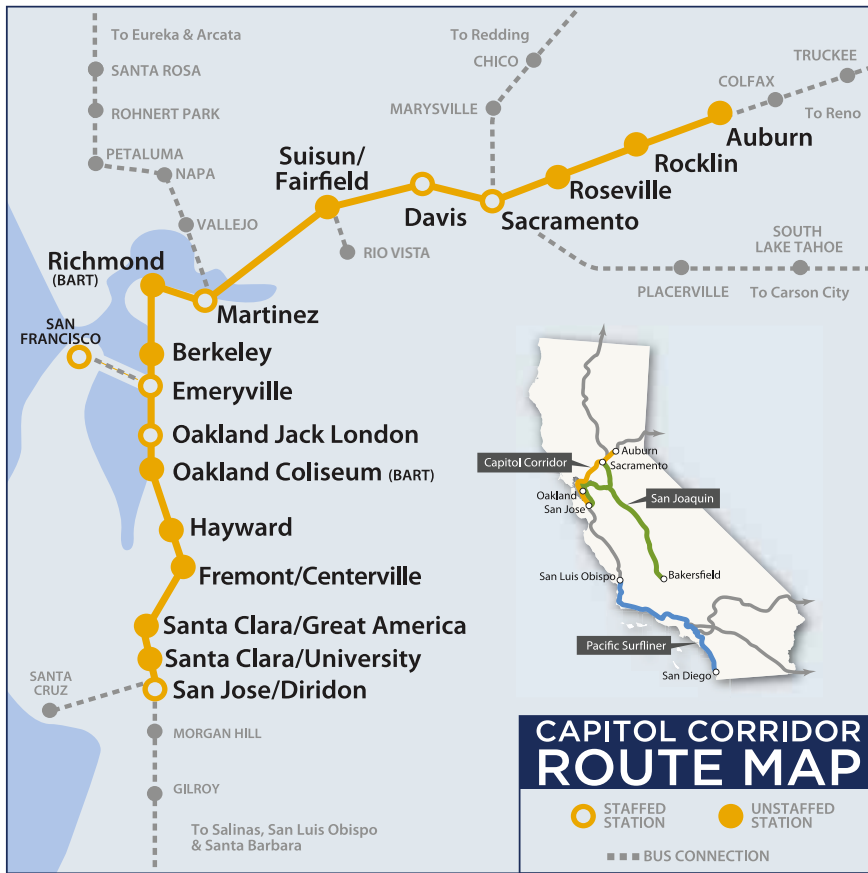 To Eureka & Arcata
SANTA ROSA
ROHNERT PARK
PETALUMA
NAPA
VALLEJO
To Redding
CHICO
MARYSVILLE
TRUCKEE
COLFAX
To Reno
Auburn
Rocklin
Roseville
Sacramento
Davis
Suisun/
Fairfield
RIO VISTA
SOUTH
LAKE TAHOE
PLACERVILLE
To Carson City
Richmond
(BART)
Martinez
SAN
FRANCISCO
Berkeley
Emeryville
Oakland Jack London
Oakland Coliseum (BART)
Hayward
Fremont/Centerville
Santa Clara/Great America
Santa Clara/University
San Jose/Diridon
SANTA
CRUZ
MORGAN HILL
GILROY
To Salinas, San Luis Obispo
& Santa Barbara
Auburn
Sacramento
Capitol Corridor
Oakland
San Jose
San Joaquin
San Luis Obispo
Bakersfield
Pacific Surfliner
San Diego
CAPITOL CORRIDOR
ROUTE MAP
STAFFED
STATION
UNSTAFFED
STATION
BUS CONNECTION